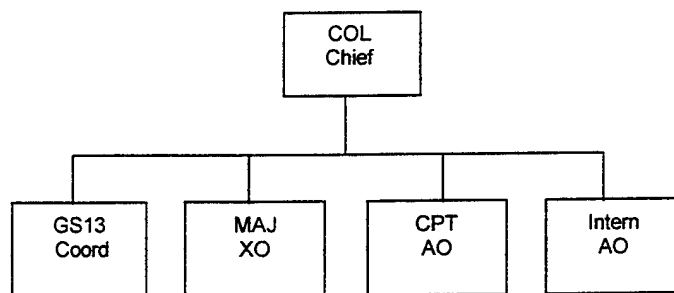 COL
Chief
GS13
Coord
MAJ
XO
CPT
AO
Intern
AO